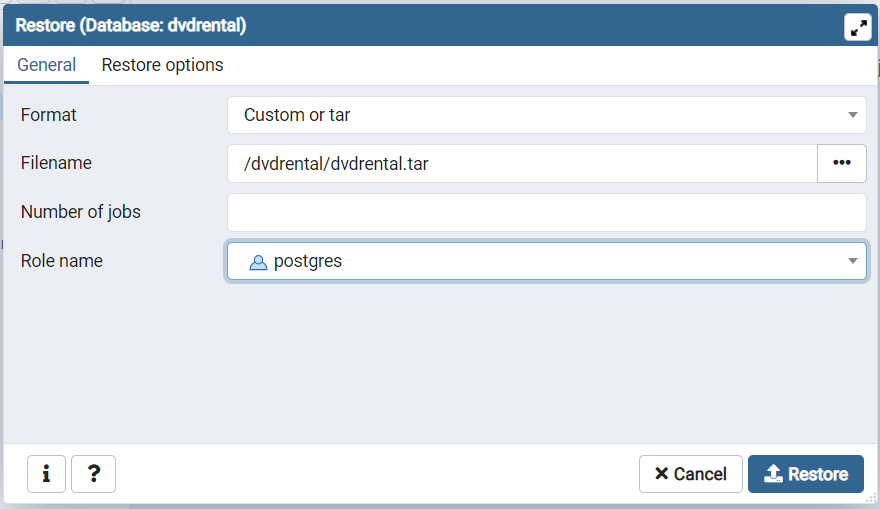 Restore (Database: dvdrental)
General Restore options
Format Custom or tar
Filename /dvdrental/dvdrental.tar •••
Number of jobs
Role name postgres
i ? Cancel Restore